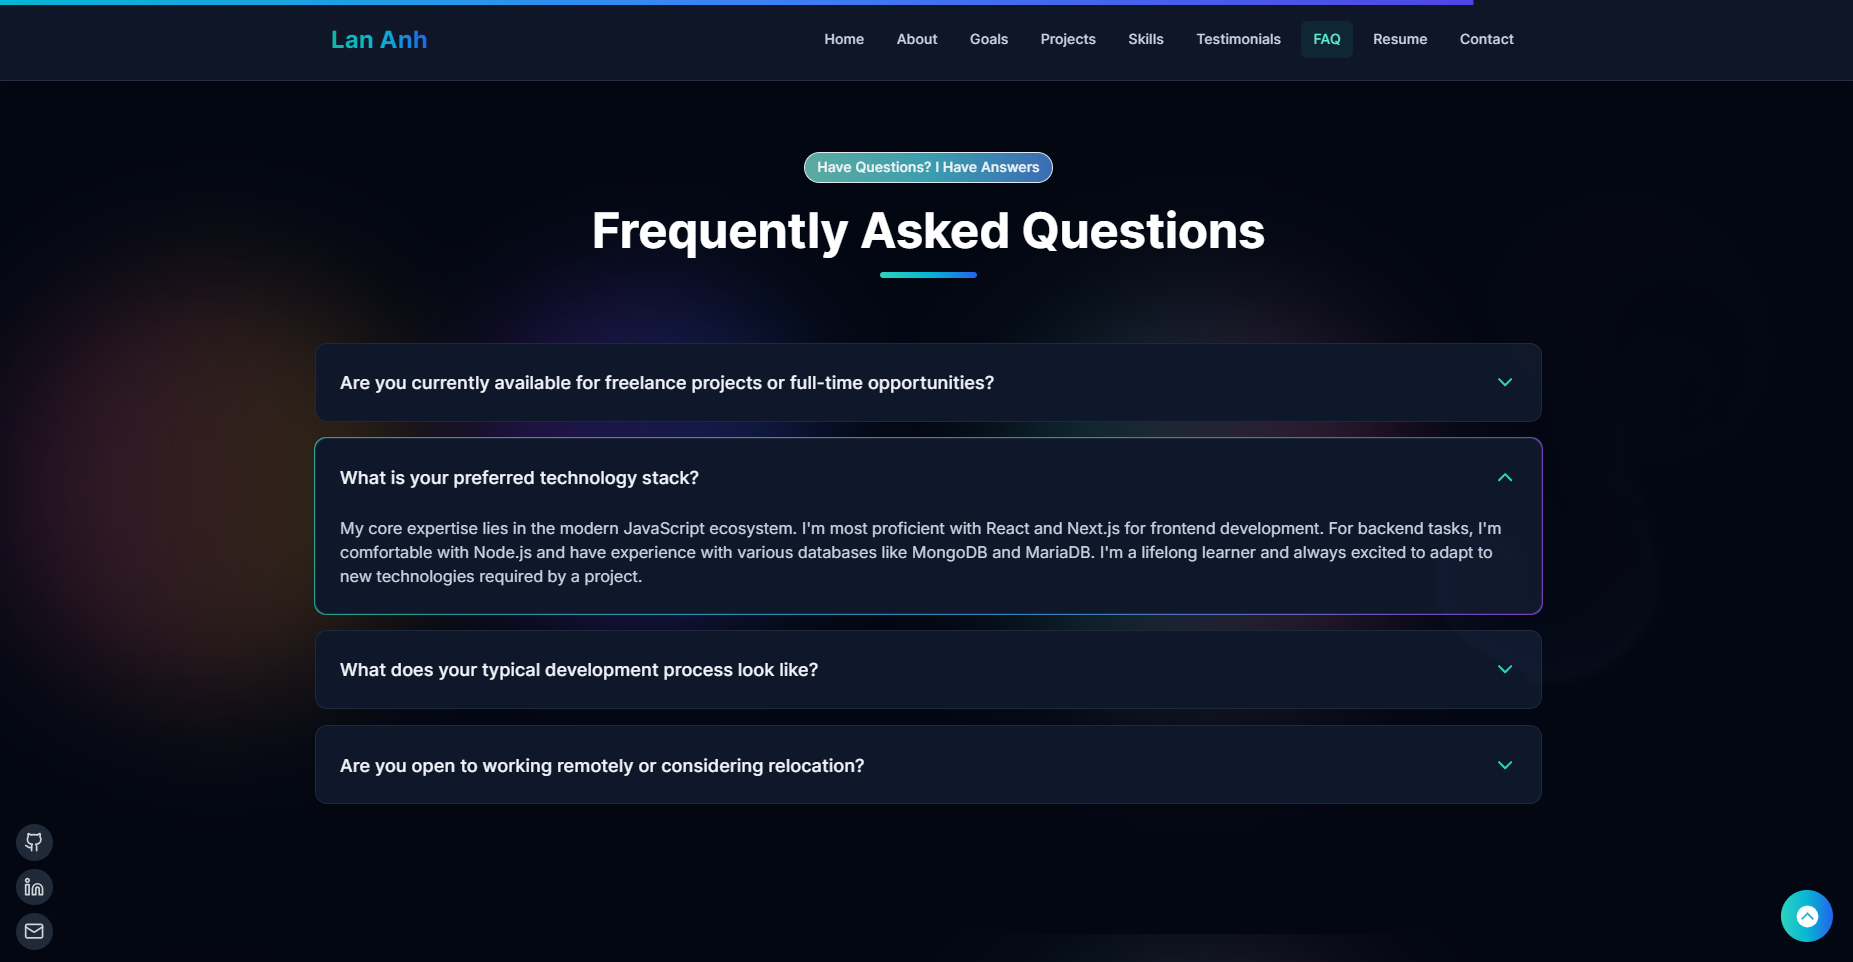 Lan Anh
Home About Goals Projects Skills Testimonials FAQ Resume Contact
Have Questions? I Have Answers
Frequently Asked Questions
Are you currently available for freelance projects or full-time opportunities?
What is your preferred technology stack?
My core expertise lies in the modern JavaScript ecosystem. I'm most proficient with React and Next.js for frontend development. For backend tasks, I'm
comfortable with Node.js and have experience with various databases like MongoDB and MariaDB. I'm a lifelong learner and always excited to adapt to
new technologies required by a project.
What does your typical development process look like?
Are you open to working remotely or considering relocation?